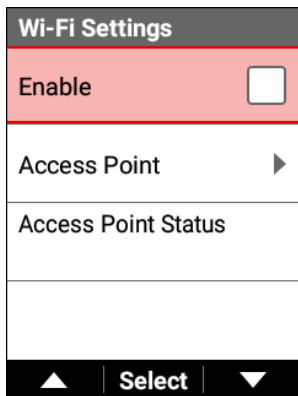 Wi-Fi Settings
Enable
Access Point
Access Point Status
Select